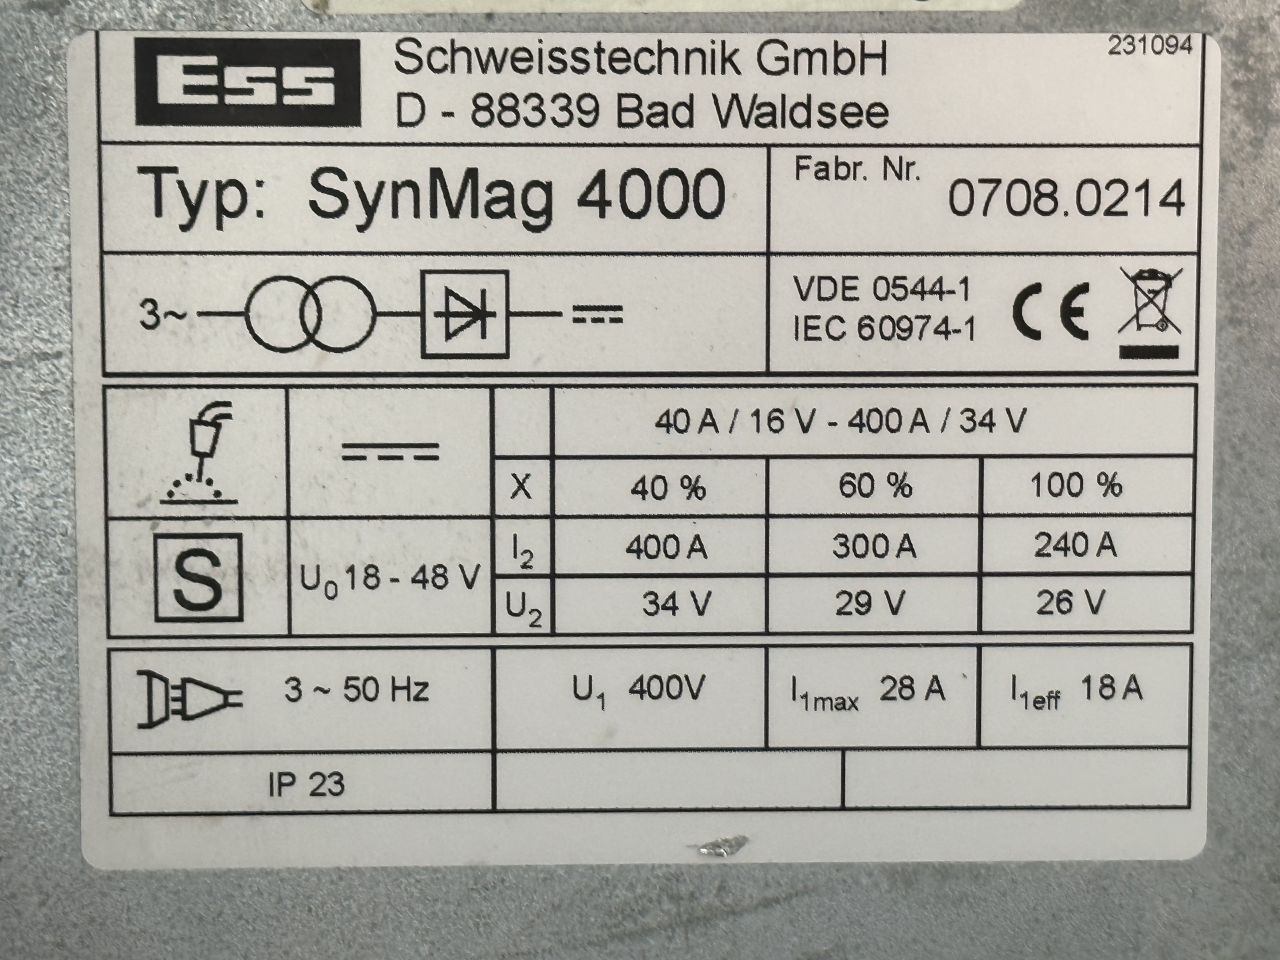 ESS
Schweisstechnik GmbH
D - 88339 Bad Waldsee
231094
Typ: SynMag 4000
Fabr. Nr. 0708.0214
3~
VDE 0544-1
IEC 60974-1
CE
40 A / 16 V - 400 A / 34 V
X 40 % 60 % 100 %
S
U0 18 - 48 V
I2 400 A 300 A 240 A
U2 34 V 29 V 26 V
3 ~ 50 Hz U1 400V I1max 28 A I1eff 18 A
IP 23